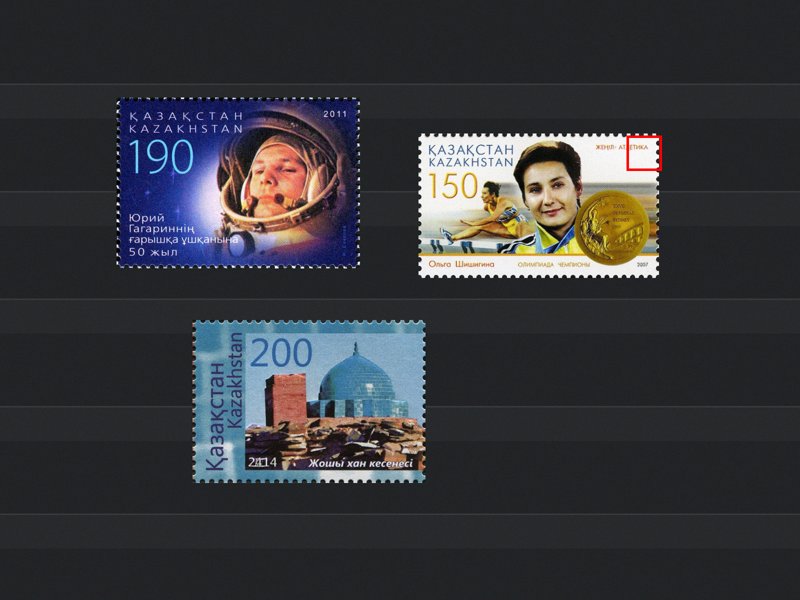 ҚАЗАҚСТАН
KAZAKHSTAN
2011
190
Юрий
Гагариннің
ғарышқа ұшқанына
50 жыл
ҚАЗАҚСТАН
KAZAKHSTAN
ЖЕҢІЛ АТЛЕТИКА
150
Ольга Шишигина
ОЛИМПИАДА ЧЕМПИОНЫ
2007
Қазақстан
Kazakhstan
200
Жошы хан кесенесі